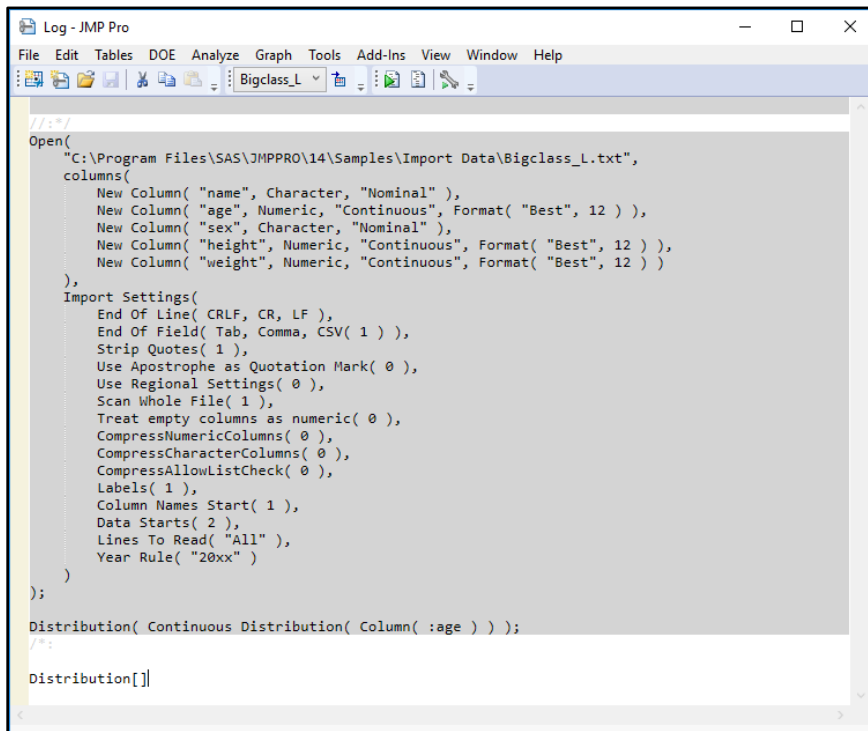 Log - JMP Pro
File Edit Tables DOE Analyze Graph Tools Add-Ins View Window Help
Bigclass_L
//:*/
Open(
    "C:\Program Files\SAS\JMPPRO\14\Samples\Import Data\Bigclass_L.txt",
    columns(
        New Column( "name", Character, "Nominal" ),
        New Column( "age", Numeric, "Continuous", Format( "Best", 12 ) ),
        New Column( "sex", Character, "Nominal" ),
        New Column( "height", Numeric, "Continuous", Format( "Best", 12 ) ),
        New Column( "weight", Numeric, "Continuous", Format( "Best", 12 ) )
    ),
    Import Settings(
        End Of Line( CRLF, CR, LF ),
        End Of Field( Tab, Comma, CSV( 1 ) ),
        Strip Quotes( 1 ),
        Use Apostrophe as Quotation Mark( 0 ),
        Use Regional Settings( 0 ),
        Scan Whole File( 1 ),
        Treat empty columns as numeric( 0 ),
        CompressNumericColumns( 0 ),
        CompressCharacterColumns( 0 ),
        CompressAllowListCheck( 0 ),
        Labels( 1 ),
        Column Names Start( 1 ),
        Data Starts( 2 ),
        Lines To Read( "All" ),
        Year Rule( "20xx" )
    )
);
Distribution( Continuous Distribution( Column( :age ) ) );
/*:
Distribution[]